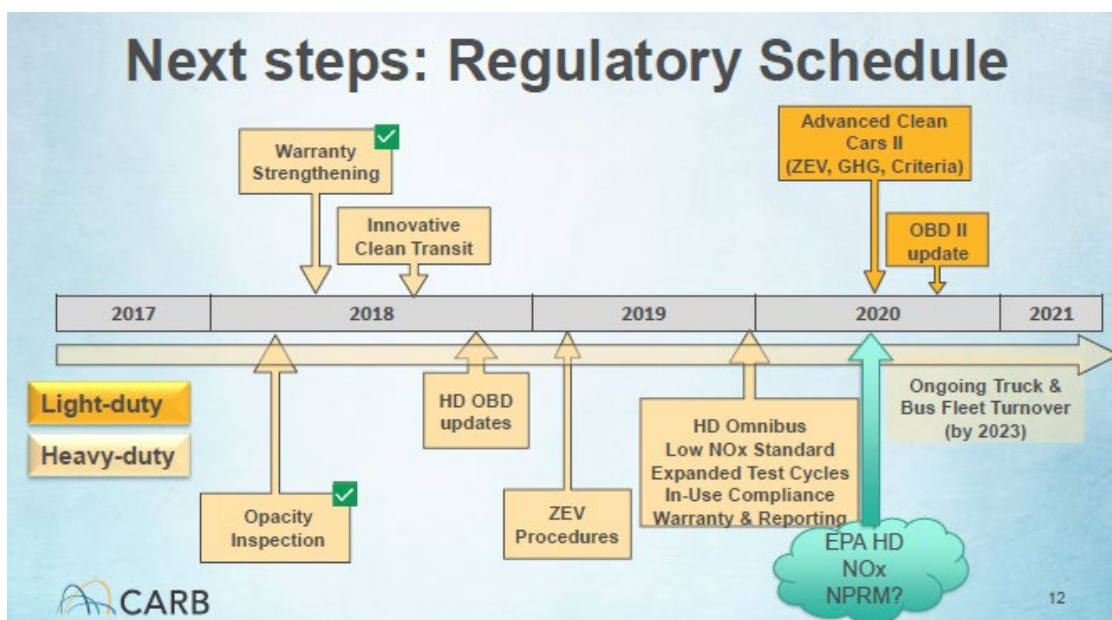 Next steps: Regulatory Schedule
Warranty
Strengthening
Innovative
Clean Transit
Advanced Clean
Cars II
(ZEV, GHG, Criteria)
OBD II
update
2017
2018
2019
2020
2021
Light-duty
Heavy-duty
Opacity
Inspection
HD OBD
updates
ZEV
Procedures
HD Omnibus
Low NOx Standard
Expanded Test Cycles
In-Use Compliance
Warranty & Reporting
EPA HD
NOx
NPRM?
Ongoing Truck &
Bus Fleet Turnover
(by 2023)
CARB
12